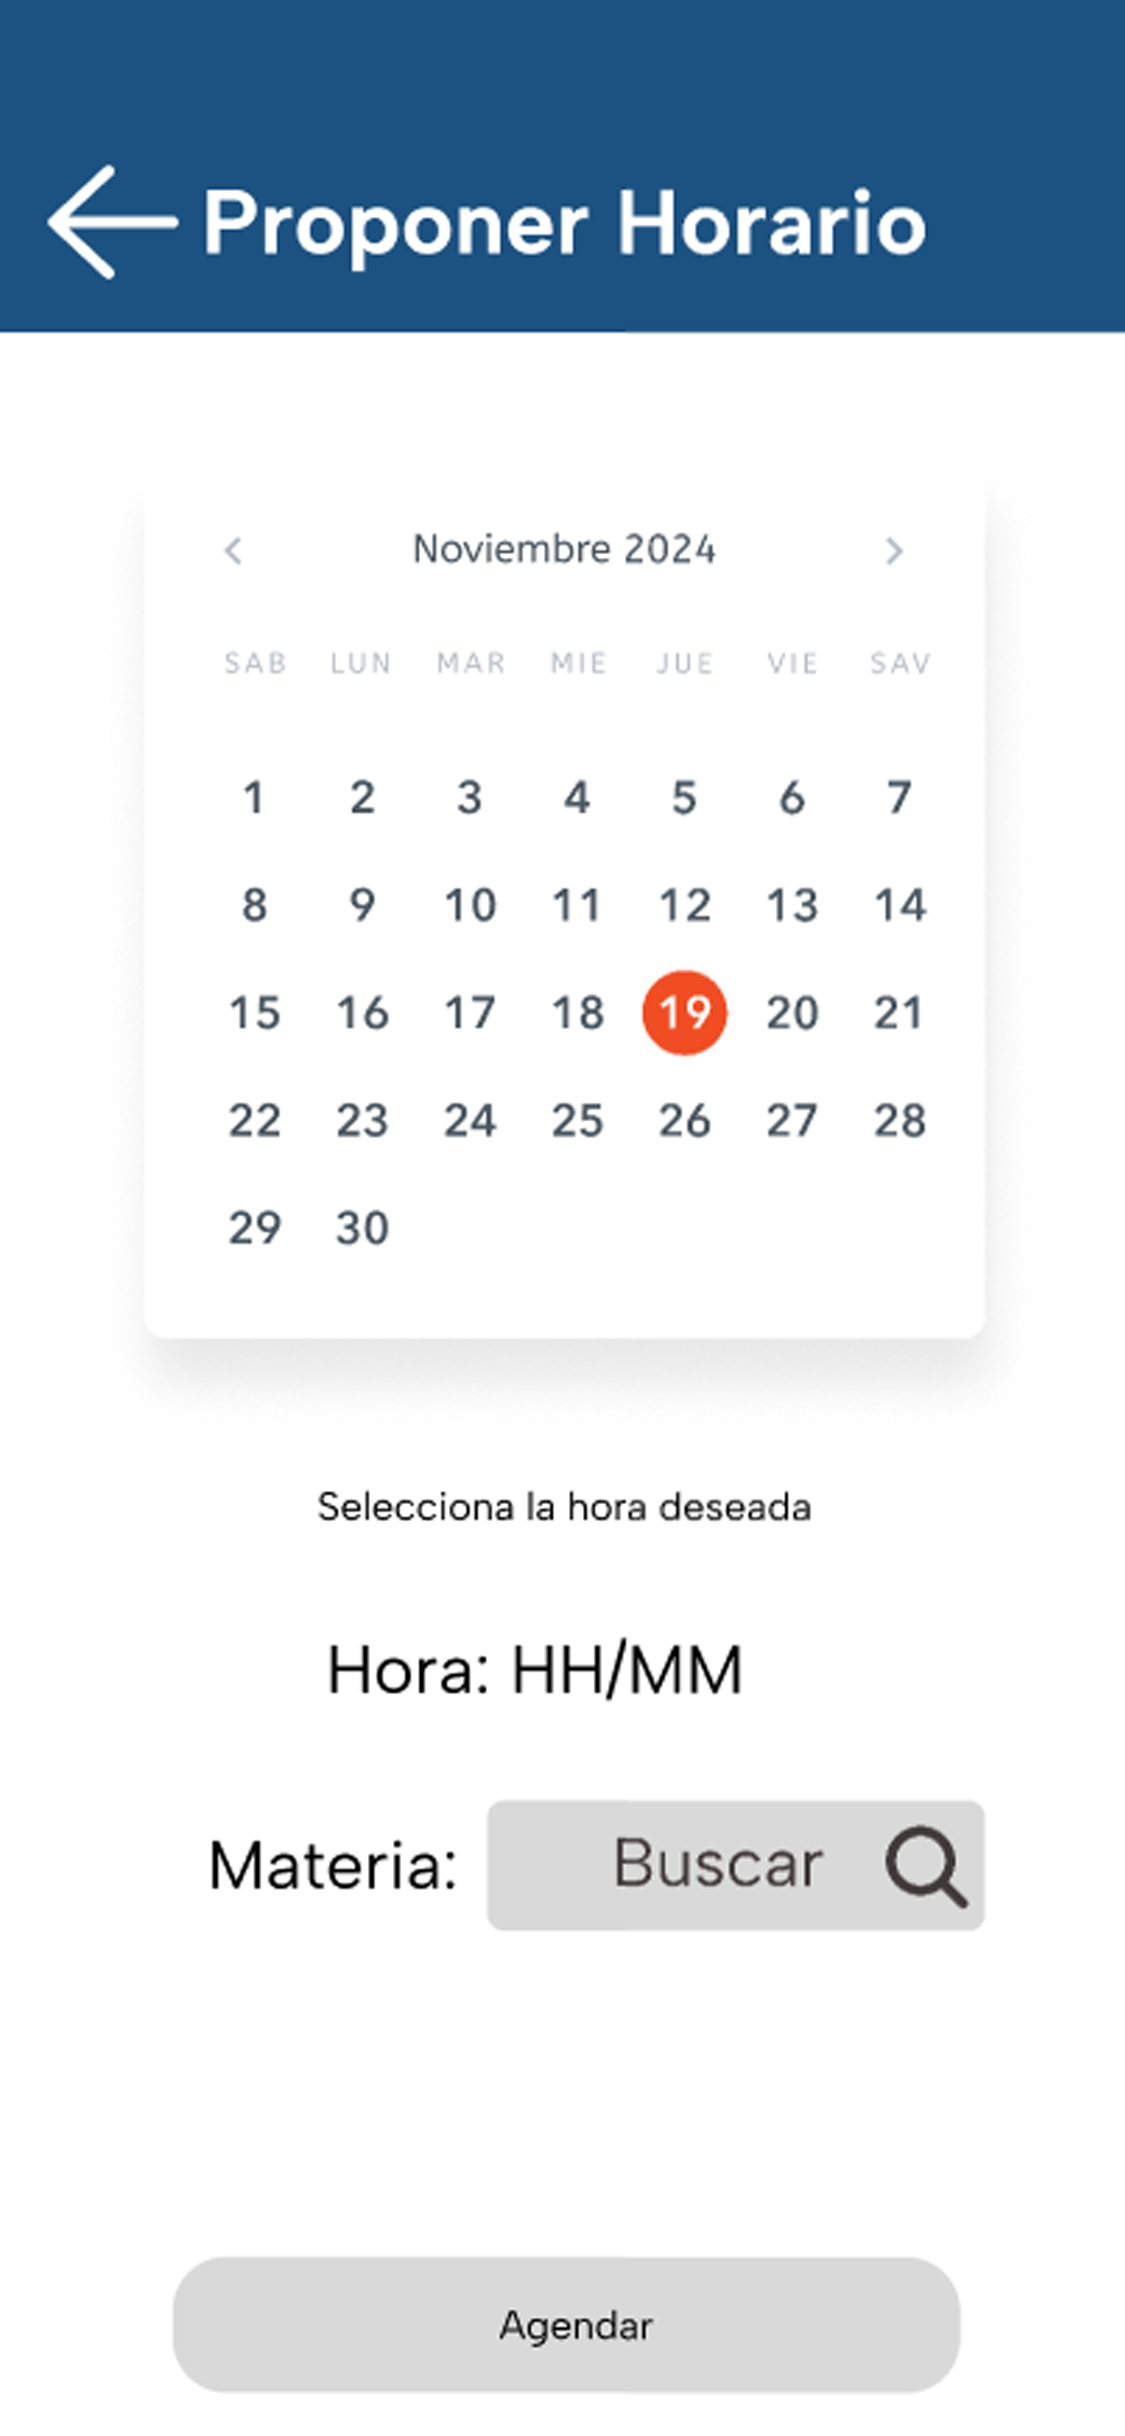 Proponer Horario
Noviembre 2024
SAB LUN MAR MIE JUE VIE SAV
1 2 3 4 5 6 7
8 9 10 11 12 13 14
15 16 17 18 19 20 21
22 23 24 25 26 27 28
29 30
Selecciona la hora deseada
Hora: HH/MM
Materia: Buscar
Agendar